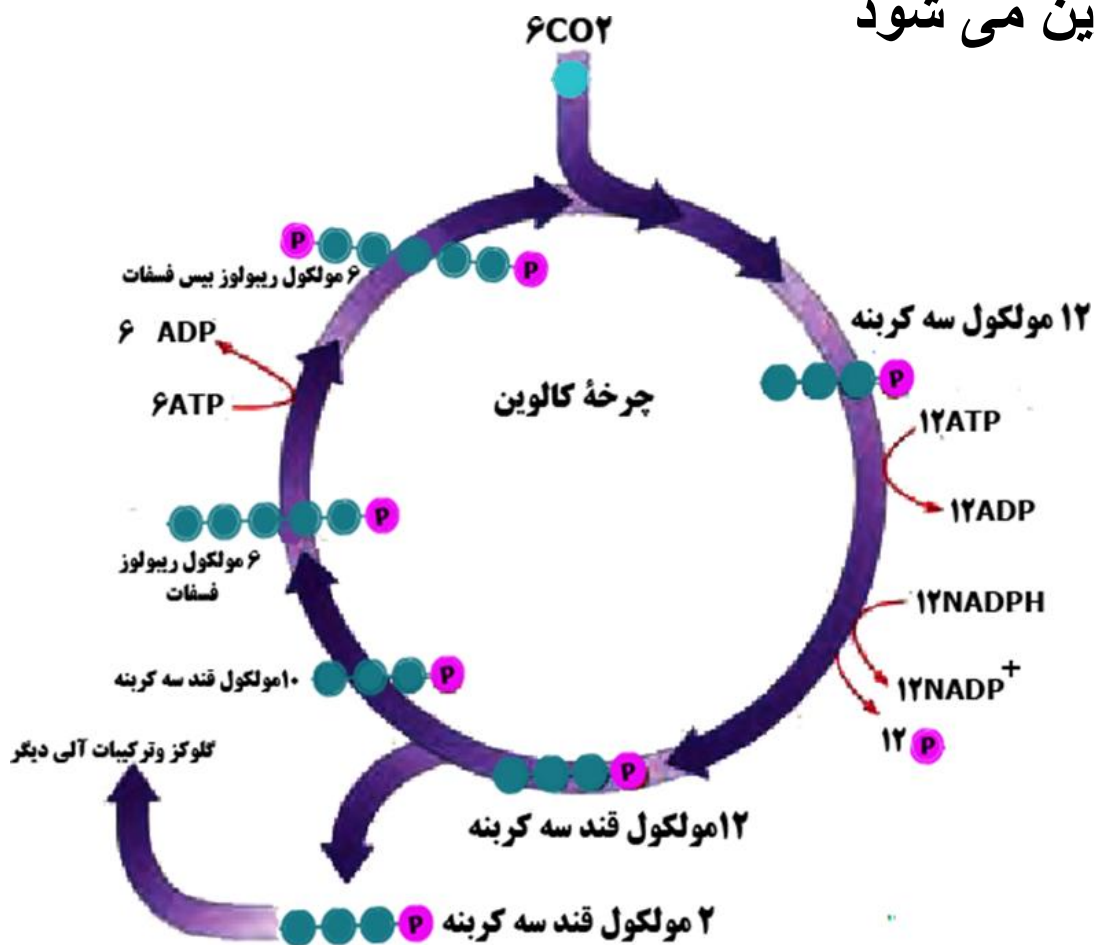 ین می شود
۶CO۲
P
P
۶ مولکول ریبولوز بیس فسفات
۱۲ مولکول سه کربنه
P
۶ ADP
۶ATP
چرخهٔ کالوین
۱۲ATP
۱۲ADP
P
۶ مولکول ریبولوز
فسفات
۱۲NADPH
۱۲NADP+
۱۲ P
۱۰مولکول قند سه کربنه
P
گلوکز وترکیبات آلی دیگر
P
۱۲مولکول قند سه کربنه
P
۲ مولکول قند سه کربنه